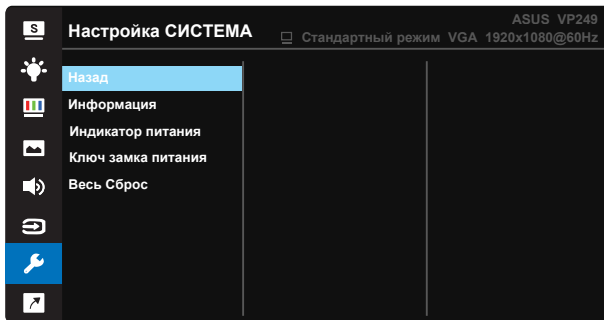 S
ASUS VP249
Настройка СИСТЕМА
Стандартный режим VGA 1920x1080@60Hz
Назад
Информация
Индикатор питания
Ключ замка питания
Весь Сброс